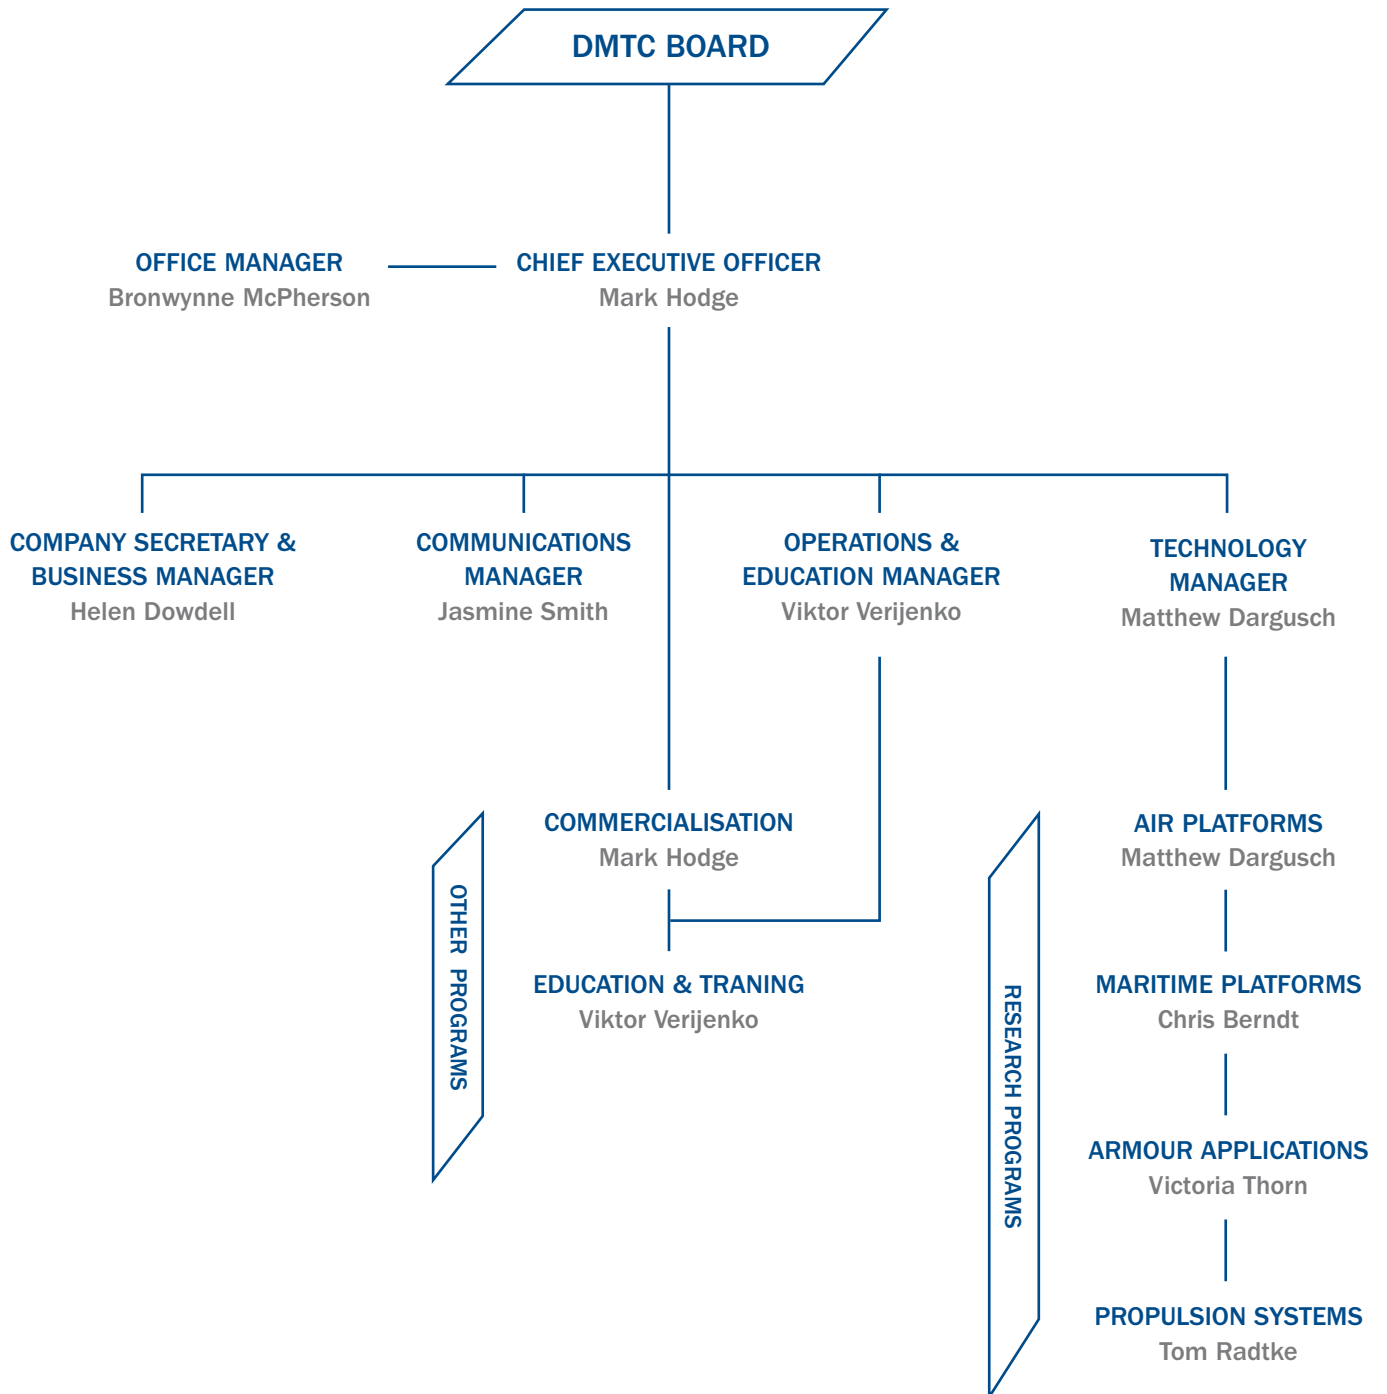 DMTC BOARD
OFFICE MANAGER
Bronwynne McPherson
CHIEF EXECUTIVE OFFICER
Mark Hodge
COMPANY SECRETARY &
BUSINESS MANAGER
Helen Dowdell
COMMUNICATIONS
MANAGER
Jasmine Smith
OPERATIONS &
EDUCATION MANAGER
Viktor Verijenko
TECHNOLOGY
MANAGER
Matthew Dargusch
OTHER PROGRAMS
COMMERCIALISATION
Mark Hodge
EDUCATION & TRANING
Viktor Verijenko
RESEARCH PROGRAMS
AIR PLATFORMS
Matthew Dargusch
MARITIME PLATFORMS
Chris Berndt
ARMOUR APPLICATIONS
Victoria Thorn
PROPULSION SYSTEMS
Tom Radtke